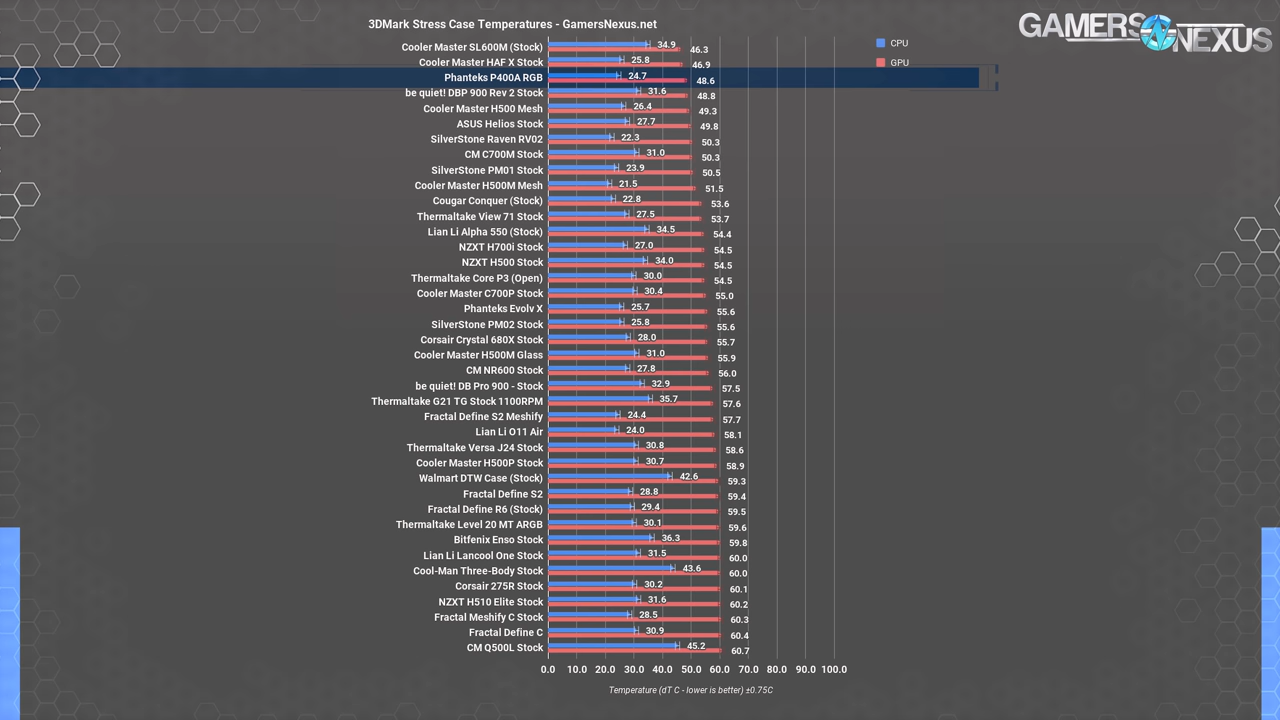 3DMark Stress Case Temperatures - GamersNexus.net
GAMERS NEXUS
CPU
GPU
Cooler Master SL600M (Stock) 34.9 46.3
Cooler Master HAF X Stock 25.8 46.9
Phanteks P400A RGB 24.7 48.6
be quiet! DBP 900 Rev 2 Stock 31.6 48.8
Cooler Master H500 Mesh 26.4 49.3
ASUS Helios Stock 27.7 49.8
SilverStone Raven RV02 22.3 50.3
CM C700M Stock 31.0 50.3
SilverStone PM01 Stock 23.9 50.5
Cooler Master H500M Mesh 21.5 51.5
Cougar Conquer (Stock) 22.8 53.6
Thermaltake View 71 Stock 27.5 53.7
Lian Li Alpha 550 (Stock) 34.5 54.4
NZXT H700i Stock 27.0 54.5
NZXT H500 Stock 34.0 54.5
Thermaltake Core P3 (Open) 30.0 54.5
Cooler Master C700P Stock 30.4 55.0
Phanteks Evolv X 25.7 55.6
SilverStone PM02 Stock 25.8 55.6
Corsair Crystal 680X Stock 28.0 55.7
Cooler Master H500M Glass 31.0 55.9
CM NR600 Stock 27.8 56.0
be quiet! DB Pro 900 - Stock 32.9 57.5
Thermaltake G21 TG Stock 1100RPM 35.7 57.6
Fractal Define S2 Meshify 24.4 57.7
Lian Li O11 Air 24.0 58.1
Thermaltake Versa J24 Stock 30.8 58.6
Cooler Master H500P Stock 30.7 58.9
Walmart DTW Case (Stock) 42.6 59.3
Fractal Define S2 28.8 59.4
Fractal Define R6 (Stock) 29.4 59.5
Thermaltake Level 20 MT ARGB 30.1 59.6
Bitfenix Enso Stock 36.3 59.8
Lian Li Lancool One Stock 31.5 60.0
Cool-Man Three-Body Stock 43.6 60.0
Corsair 275R Stock 30.2 60.1
NZXT H510 Elite Stock 31.6 60.2
Fractal Meshify C Stock 28.5 60.3
Fractal Define C 30.9 60.4
CM Q500L Stock 45.2 60.7
0.0 10.0 20.0 30.0 40.0 50.0 60.0 70.0 80.0 90.0 100.0
Temperature (dT C - lower is better) ±0.75C